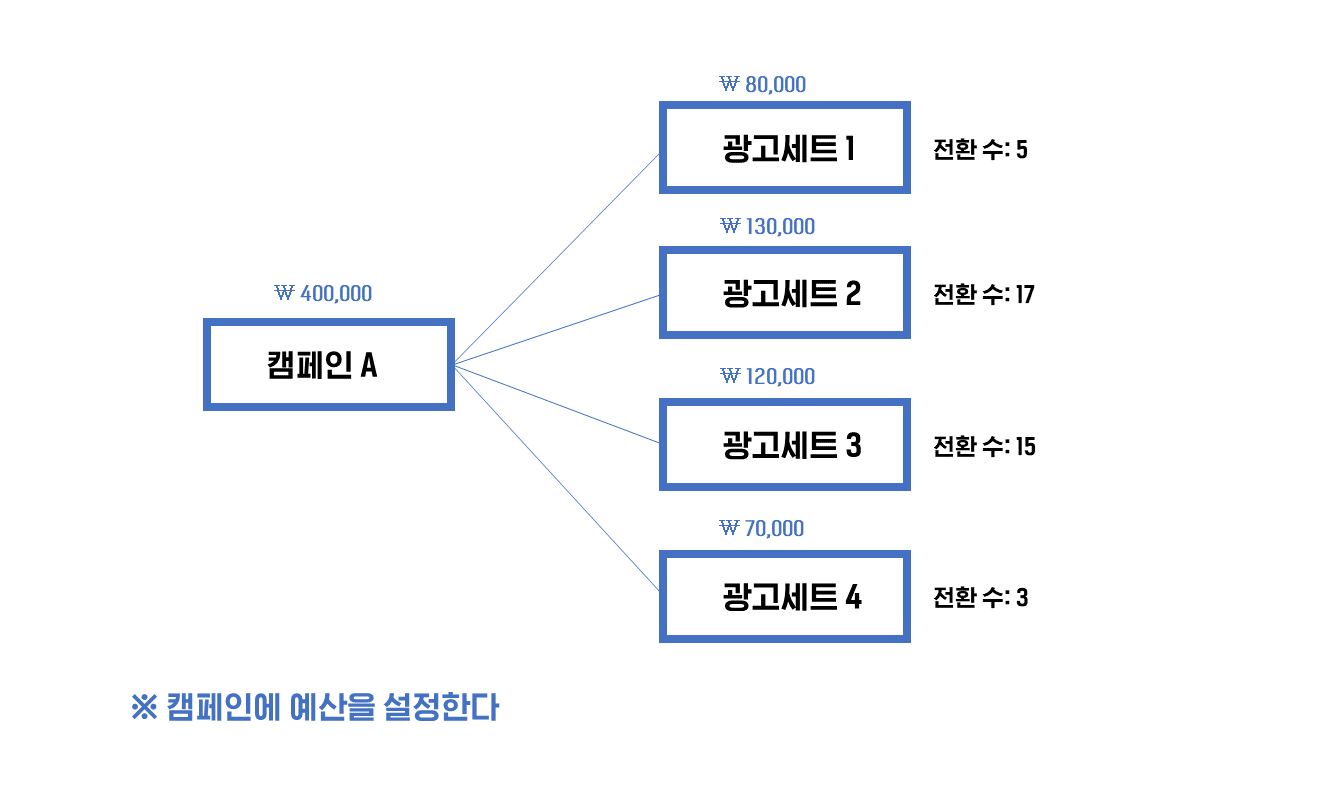 ₩ 80,000
광고세트 1
전환 수: 5
₩ 130,000
광고세트 2
전환 수: 17
₩ 400,000
캠페인 A
₩ 120,000
광고세트 3
전환 수: 15
₩ 70,000
광고세트 4
전환 수: 3
※ 캠페인에 예산을 설정한다